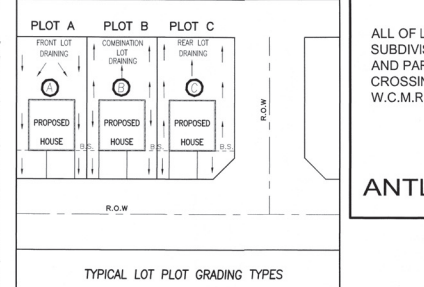 PLOT A PLOT B PLOT C
FRONT LOT
DRAINING
COMBINATION
LOT
DRAINING
REAR LOT
DRAINING
A B C
PROPOSED
HOUSE
PROPOSED
HOUSE
PROPOSED
HOUSE
B.S. B.S. B.S.
R.O.W
R.O.W
TYPICAL LOT PLOT GRADING TYPES
ALL OF L
SUBDIVIS
AND PAR
CROSSIN
W.C.M.R
ANTL